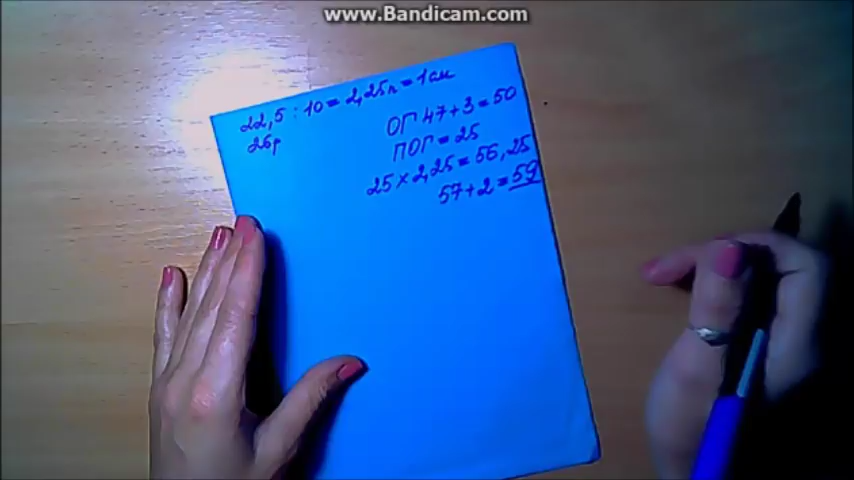 www.Bandicam.com
22,5 : 10 = 2,25п = 1см
26р
ОГ 47+3=50
ПОГ = 25
25 × 2,25 = 56,25
57+2=59